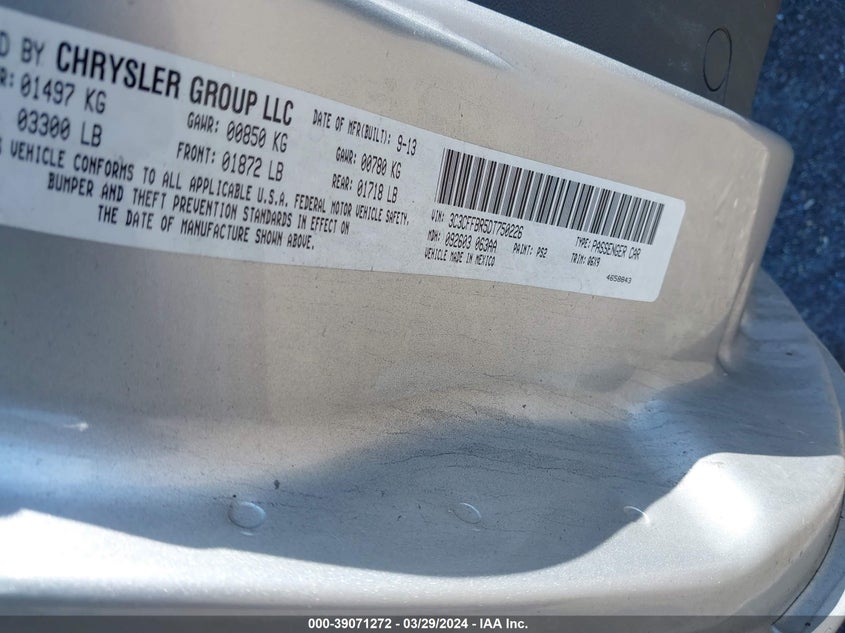 D BY CHRYSLER GROUP LLC
R: 01497 KG
03300 LB
GAWR: 00850 KG
FRONT: 01872 LB
DATE OF MFR(BUILT): 9-13
GAWR: 00780 KG
REAR: 01718 LB
VEHICLE CONFORMS TO ALL APPLICABLE U.S.A. FEDERAL MOTOR VEHICLE SAFETY,
BUMPER AND THEFT PREVENTION STANDARDS IN EFFECT ON
THE DATE OF MANUFACTURE SHOWN ABOVE.
VIN: 3C3CFFBR5DT750226
TYPE: PASSENGER CAR
MDH: 092603 063AA
PAINT: PS2
TRIM: 06X9
VEHICLE MADE IN MEXICO
4658843
000-39071272 - 03/29/2024 - IAA Inc.